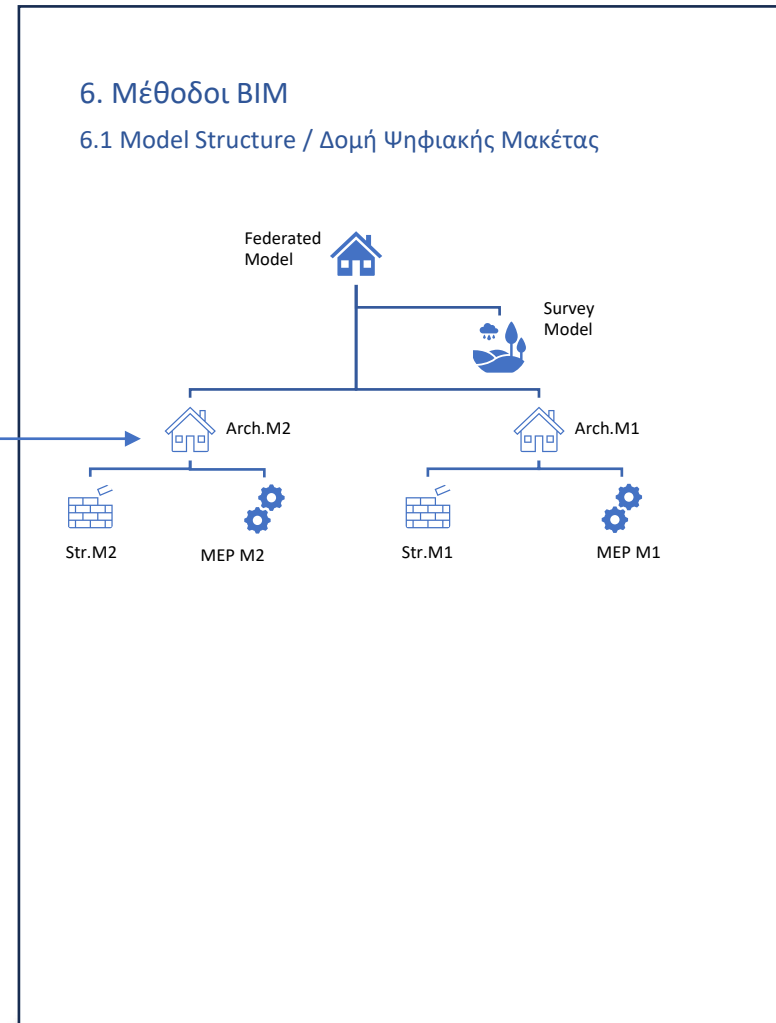 6. Μέθοδοι BIM
6.1 Model Structure / Δομή Ψηφιακής Μακέτας
Federated
Model
Survey
Model
Arch.M2
Arch.M1
Str.M2
MEP M2
Str.M1
MEP M1